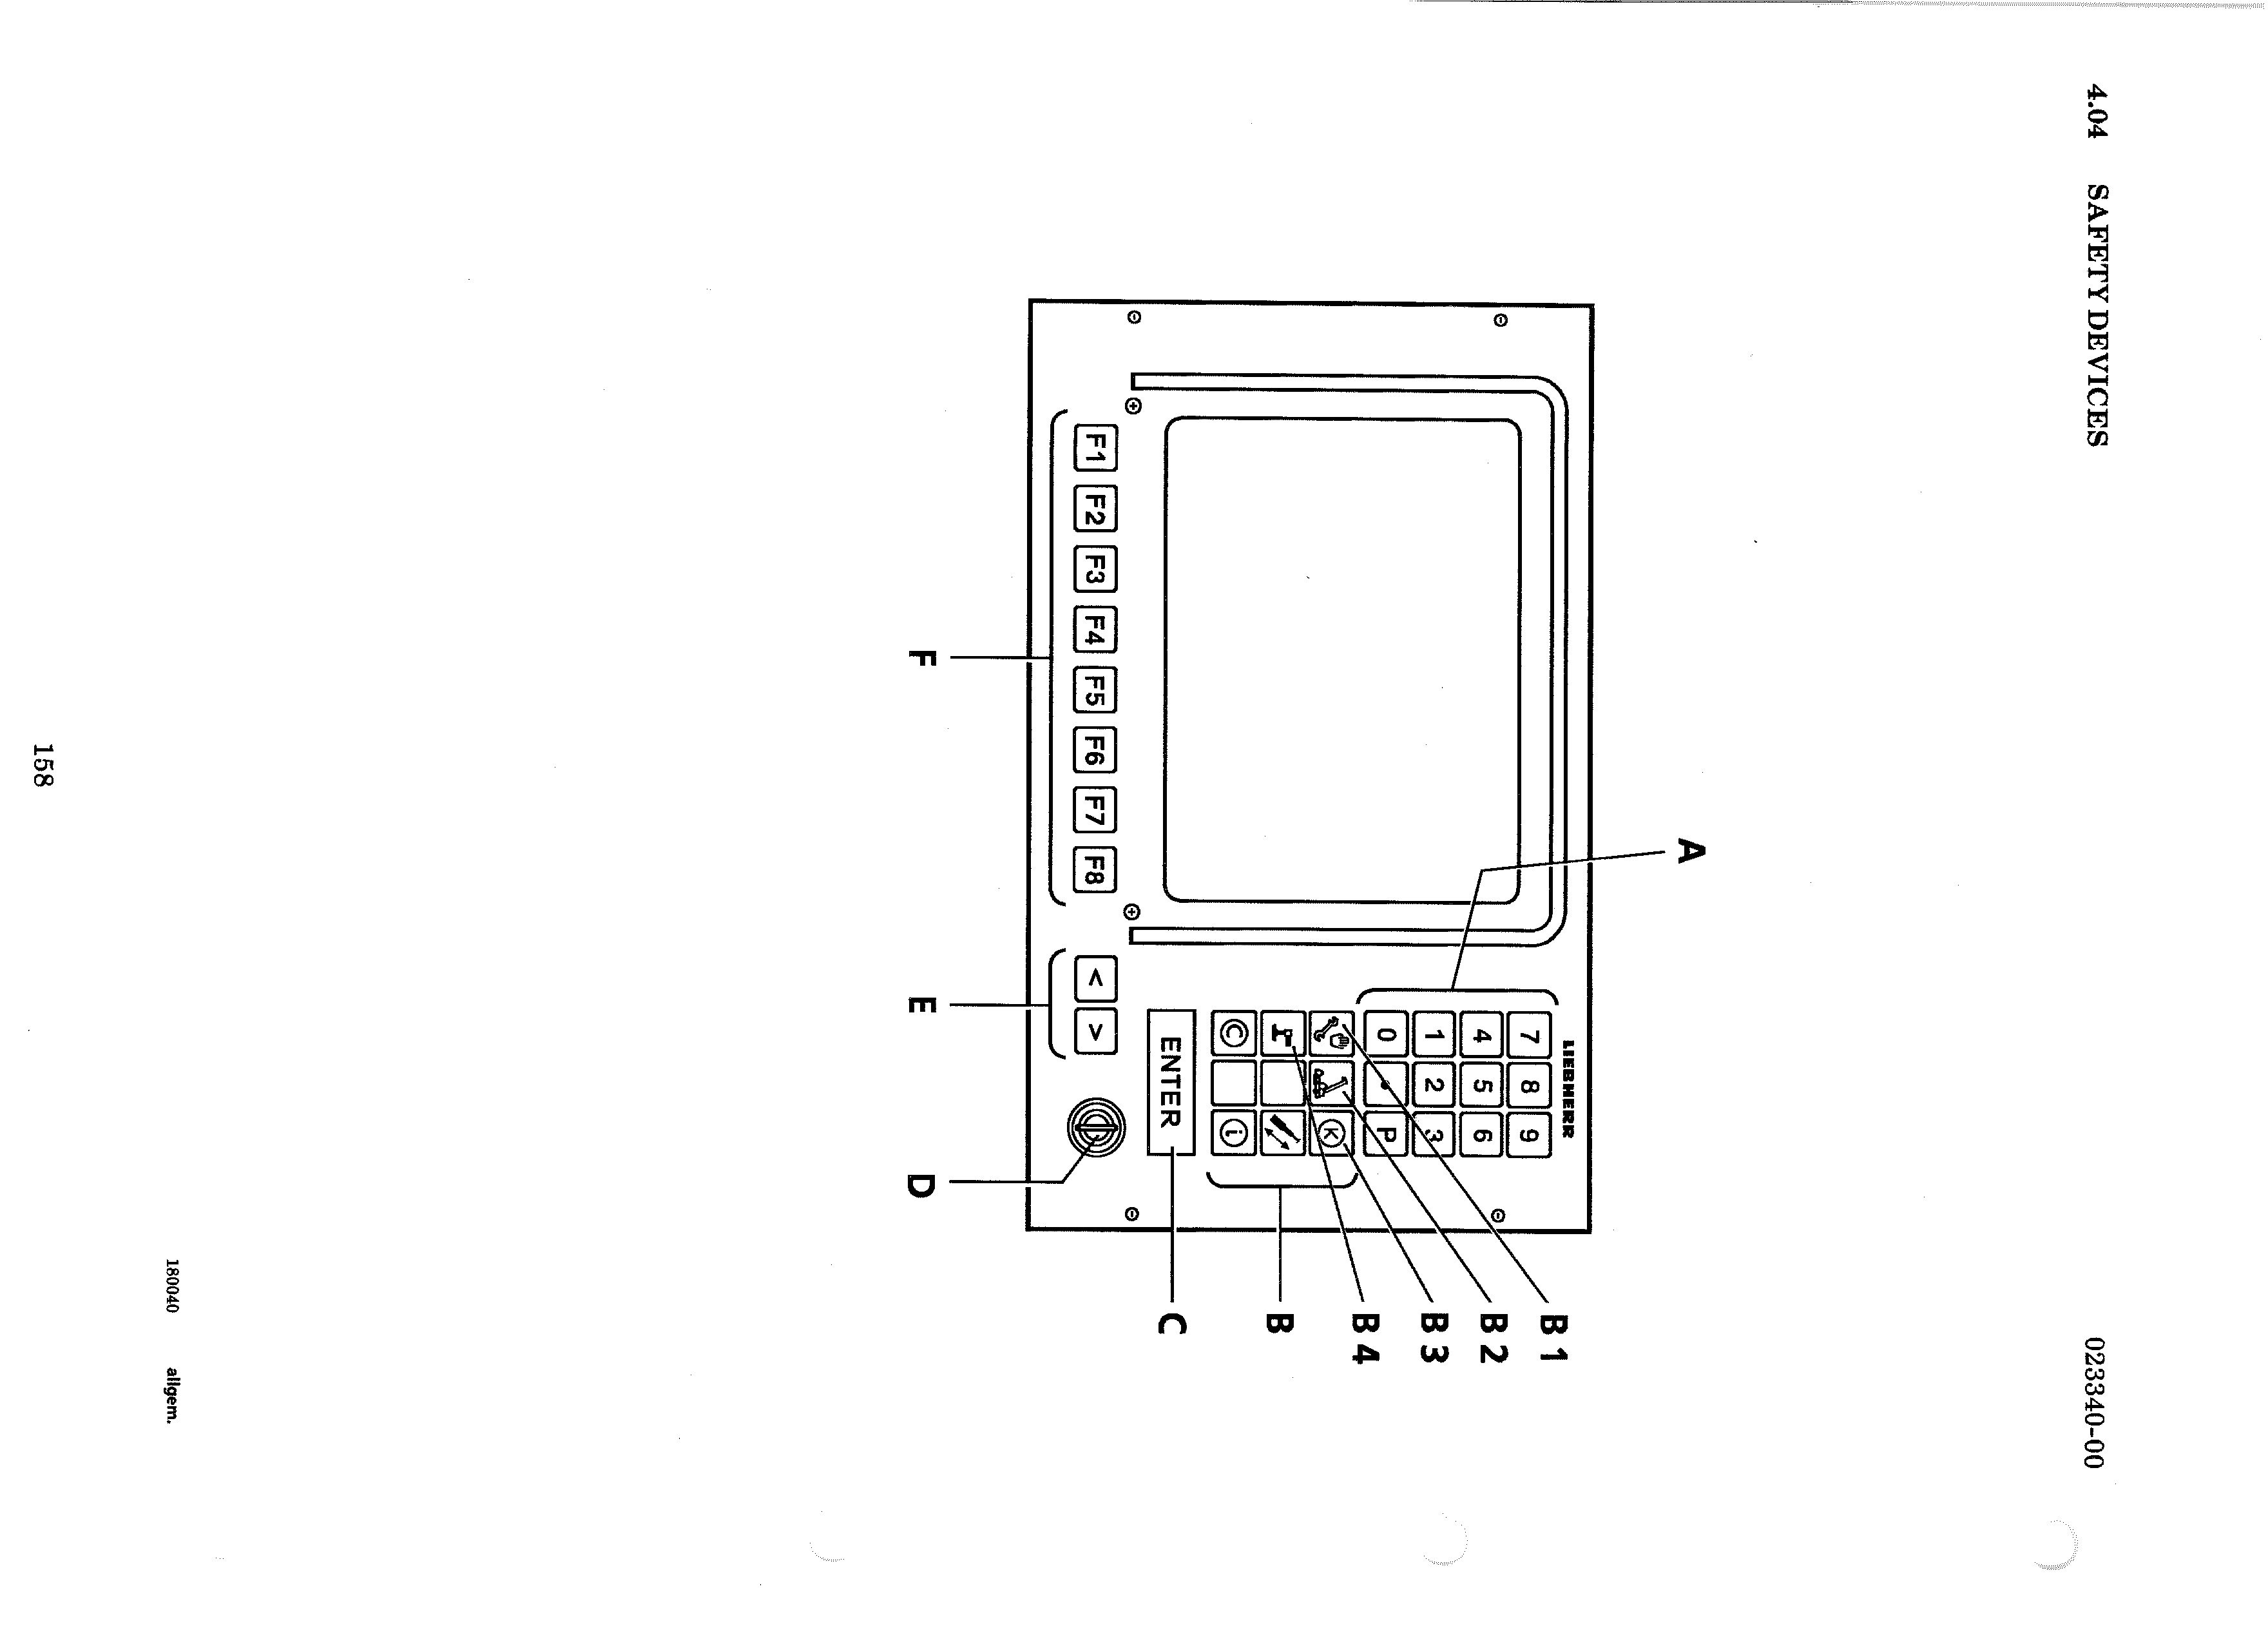 4.04 SAFETY DEVICES 023340-00
A
LIEBHERR
7 8 9
4 5 6
1 2 3
0 • P
K
C i
ENTER
F1 F2 F3 F4 F5 F6 F7 F8 < >
B 1
B 2
B 3
B 4
B
C
F E D
180040 allgem.
158